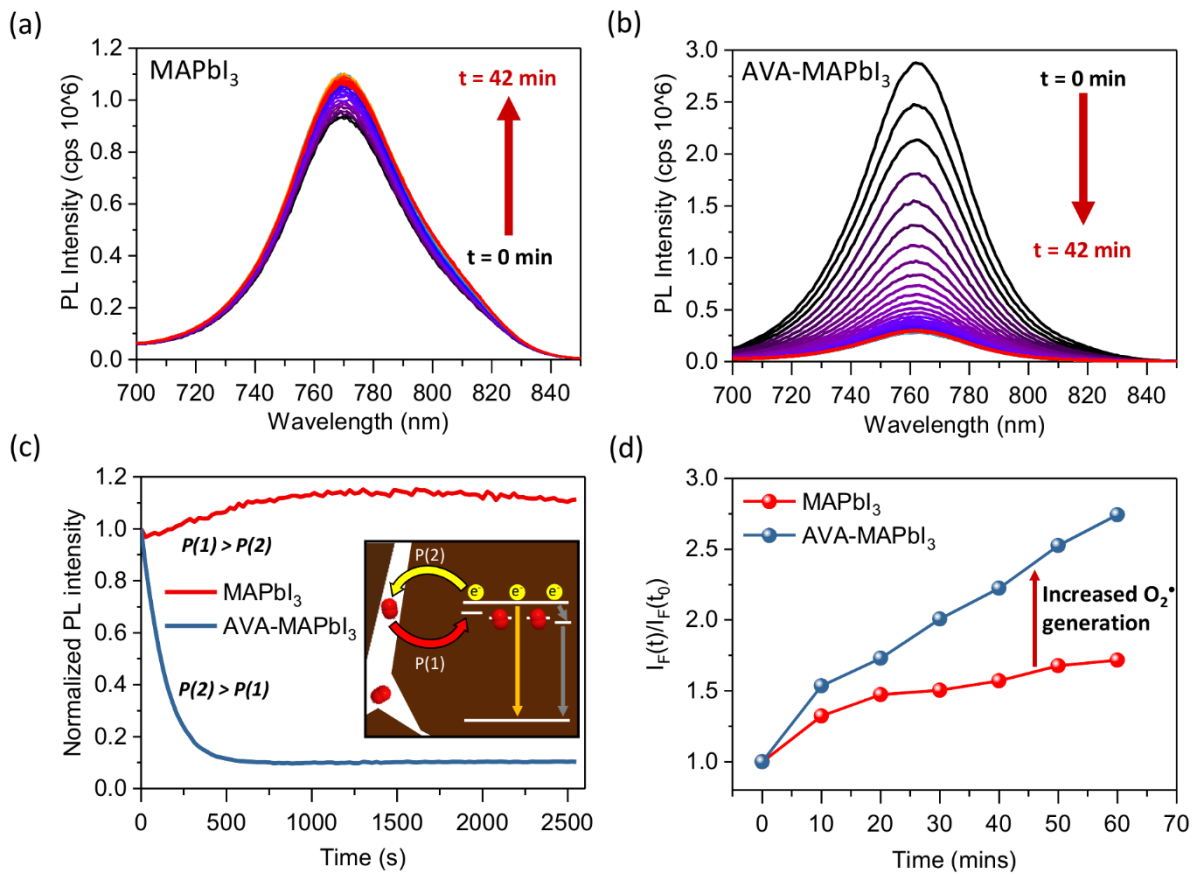 (a)
MAPbI₃
t = 42 min
t = 0 min
PL Intensity (cps 10^6)
1.2
1.0
0.8
0.6
0.4
0.2
0.0
700 720 740 760 780 800 820 840
Wavelength (nm)
(b)
AVA-MAPbI₃
t = 0 min
t = 42 min
PL Intensity (cps 10^6)
3.0
2.5
2.0
1.5
1.0
0.5
0.0
700 720 740 760 780 800 820 840
Wavelength (nm)
(c)
Normalized PL intensity
1.2
1.0
0.8
0.6
0.4
0.2
0.0
P(1) > P(2)
MAPbI₃
AVA-MAPbI₃
P(2) > P(1)
P(2)
e⁻ e⁻ e⁻
P(1)
0 500 1000 1500 2000 2500
Time (s)
(d)
I_F(t)/I_F(t₀)
3.0
2.5
2.0
1.5
1.0
MAPbI₃
AVA-MAPbI₃
Increased O₂•
generation
0 10 20 30 40 50 60 70
Time (mins)